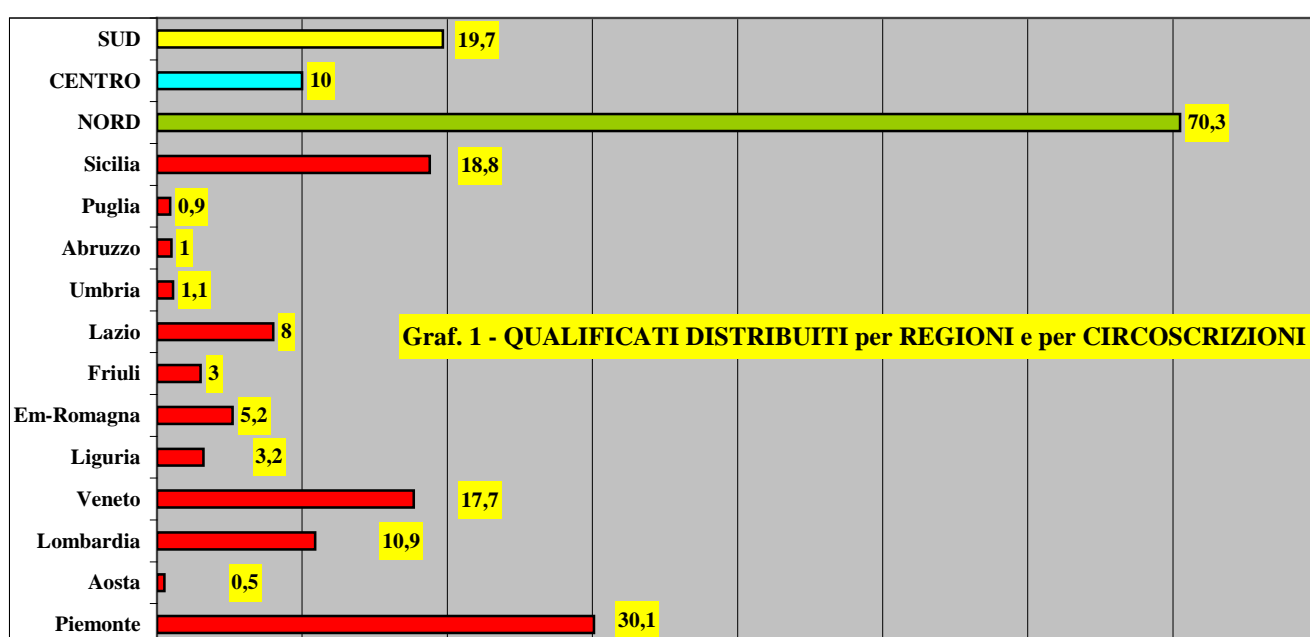 SUD 19,7
CENTRO 10
NORD 70,3
Sicilia 18,8
Puglia 0,9
Abruzzo 1
Umbria 1,1
Lazio 8
Graf. 1 - QUALIFICATI DISTRIBUITI per REGIONI e per CIRCOSCRIZIONI
Friuli 3
Em-Romagna 5,2
Liguria 3,2
Veneto 17,7
Lombardia 10,9
Aosta 0,5
Piemonte 30,1